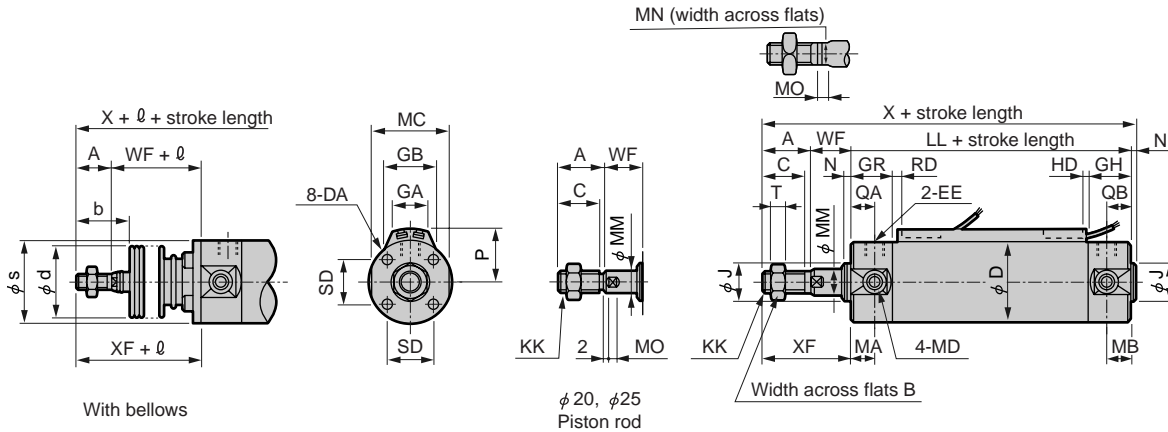 MN (width across flats)
MO
X + ℓ + stroke length
A
WF + ℓ
b
φ s
φ d
XF + ℓ
With bellows
MC
GB
GA
8-DA
P
SD
SD
A
WF
C
φ MM
KK
2
MO
φ 20, φ 25
Piston rod
X + stroke length
A
WF
LL + stroke length
N
C
N
GR
RD
HD
GH
T
QA
2-EE
QB
φ MM
φ J
φ D
φ J
KK
XF
MA
4-MD
MB
Width across flats B